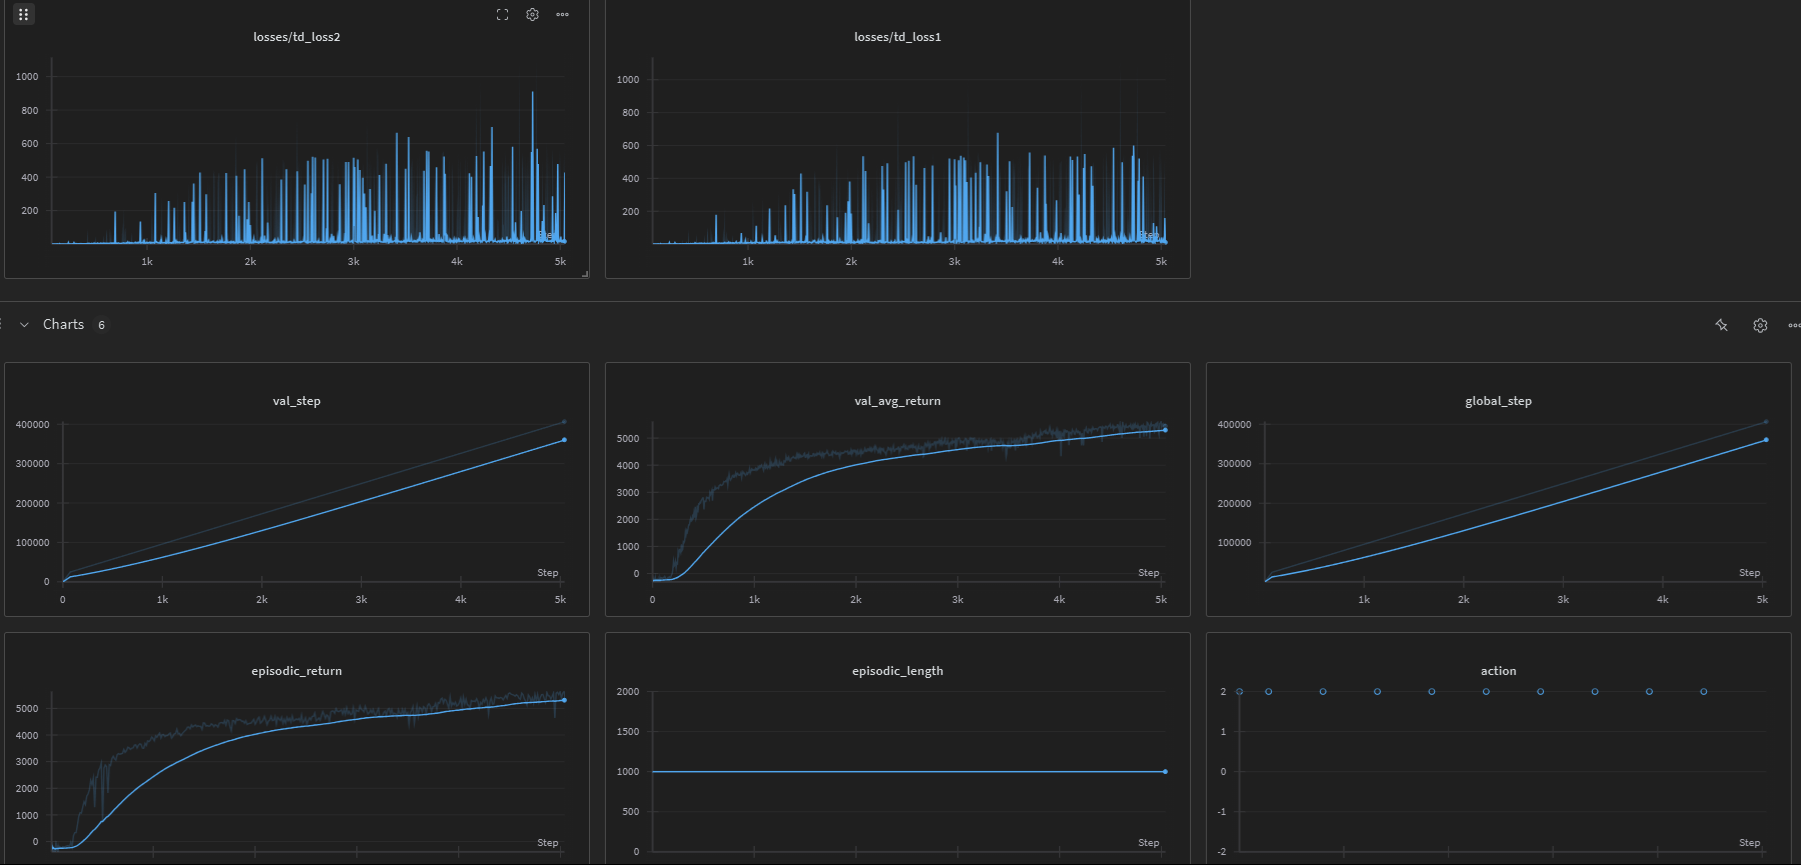 losses/td_loss2
1000
800
600
400
200
1k
2k
3k
4k
5k
Step
losses/td_loss1
1000
800
600
400
200
1k
2k
3k
4k
5k
Step
Charts 6
val_step
400000
300000
200000
100000
0
Step
0
1k
2k
3k
4k
5k
val_avg_return
5000
4000
3000
2000
1000
0
Step
0
1k
2k
3k
4k
5k
global_step
400000
300000
200000
100000
Step
1k
2k
3k
4k
5k
episodic_return
5000
4000
3000
2000
1000
0
Step
episodic_length
2000
1500
1000
500
0
Step
action
2
1
0
-1
-2
Step